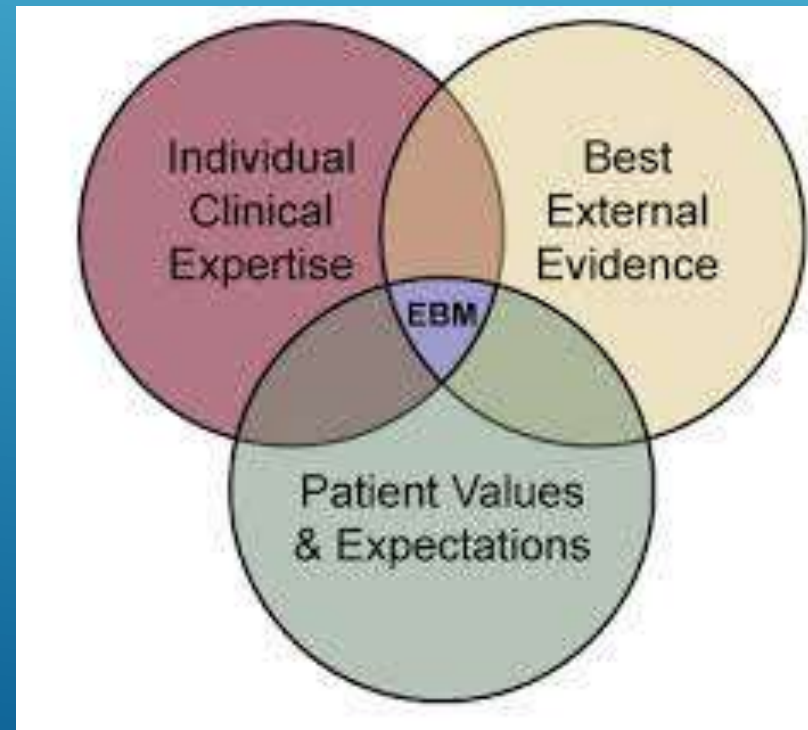 Individual
Clinical
Expertise
Best
External
Evidence
EBM
Patient Values
& Expectations